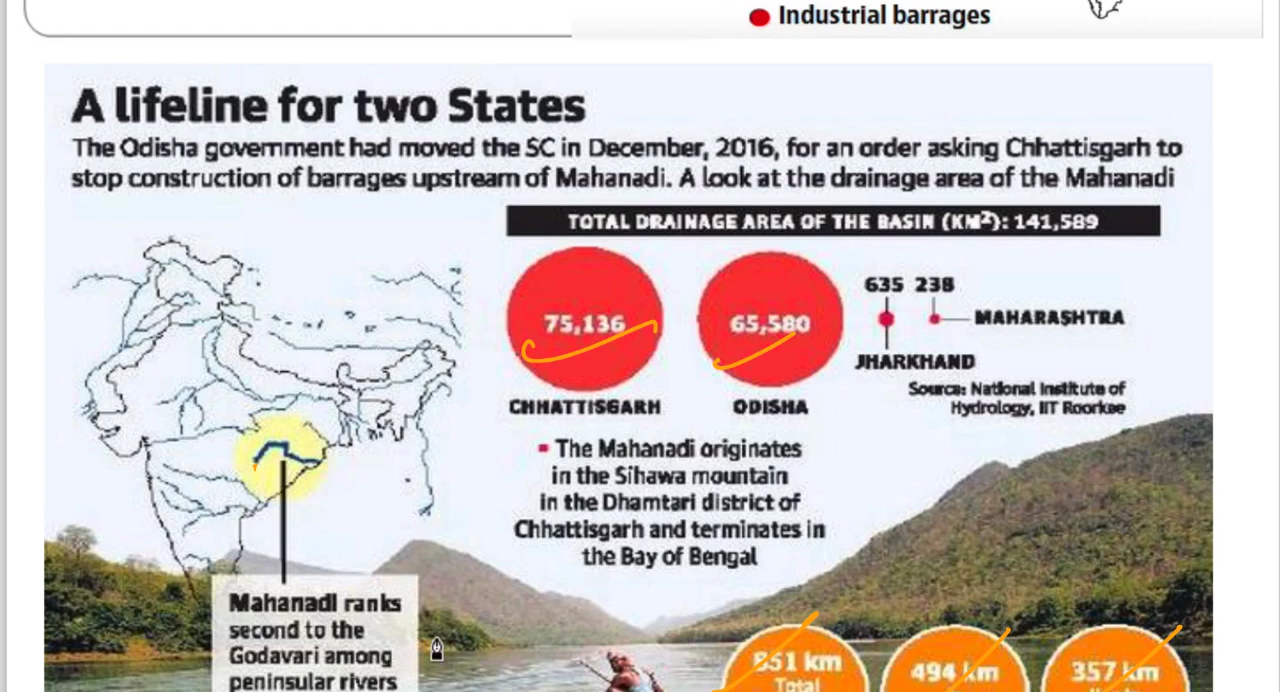 Industrial barrages
A lifeline for two States
The Odisha government had moved the SC in December, 2016, for an order asking Chhattisgarh to
stop construction of barrages upstream of Mahanadi. A look at the drainage area of the Mahanadi
TOTAL DRAINAGE AREA OF THE BASIN (KM²): 141,589
75,136
CHHATTISGARH
65,580
ODISHA
635 238
MAHARASHTRA
JHARKHAND
Source: National Institute of
Hydrology, IIT Roorkee
The Mahanadi originates
in the Sihawa mountain
in the Dhamtari district of
Chhattisgarh and terminates in
the Bay of Bengal
Mahanadi ranks
second to the
Godavari among
peninsular rivers
851 km
Total
494 km
357 km